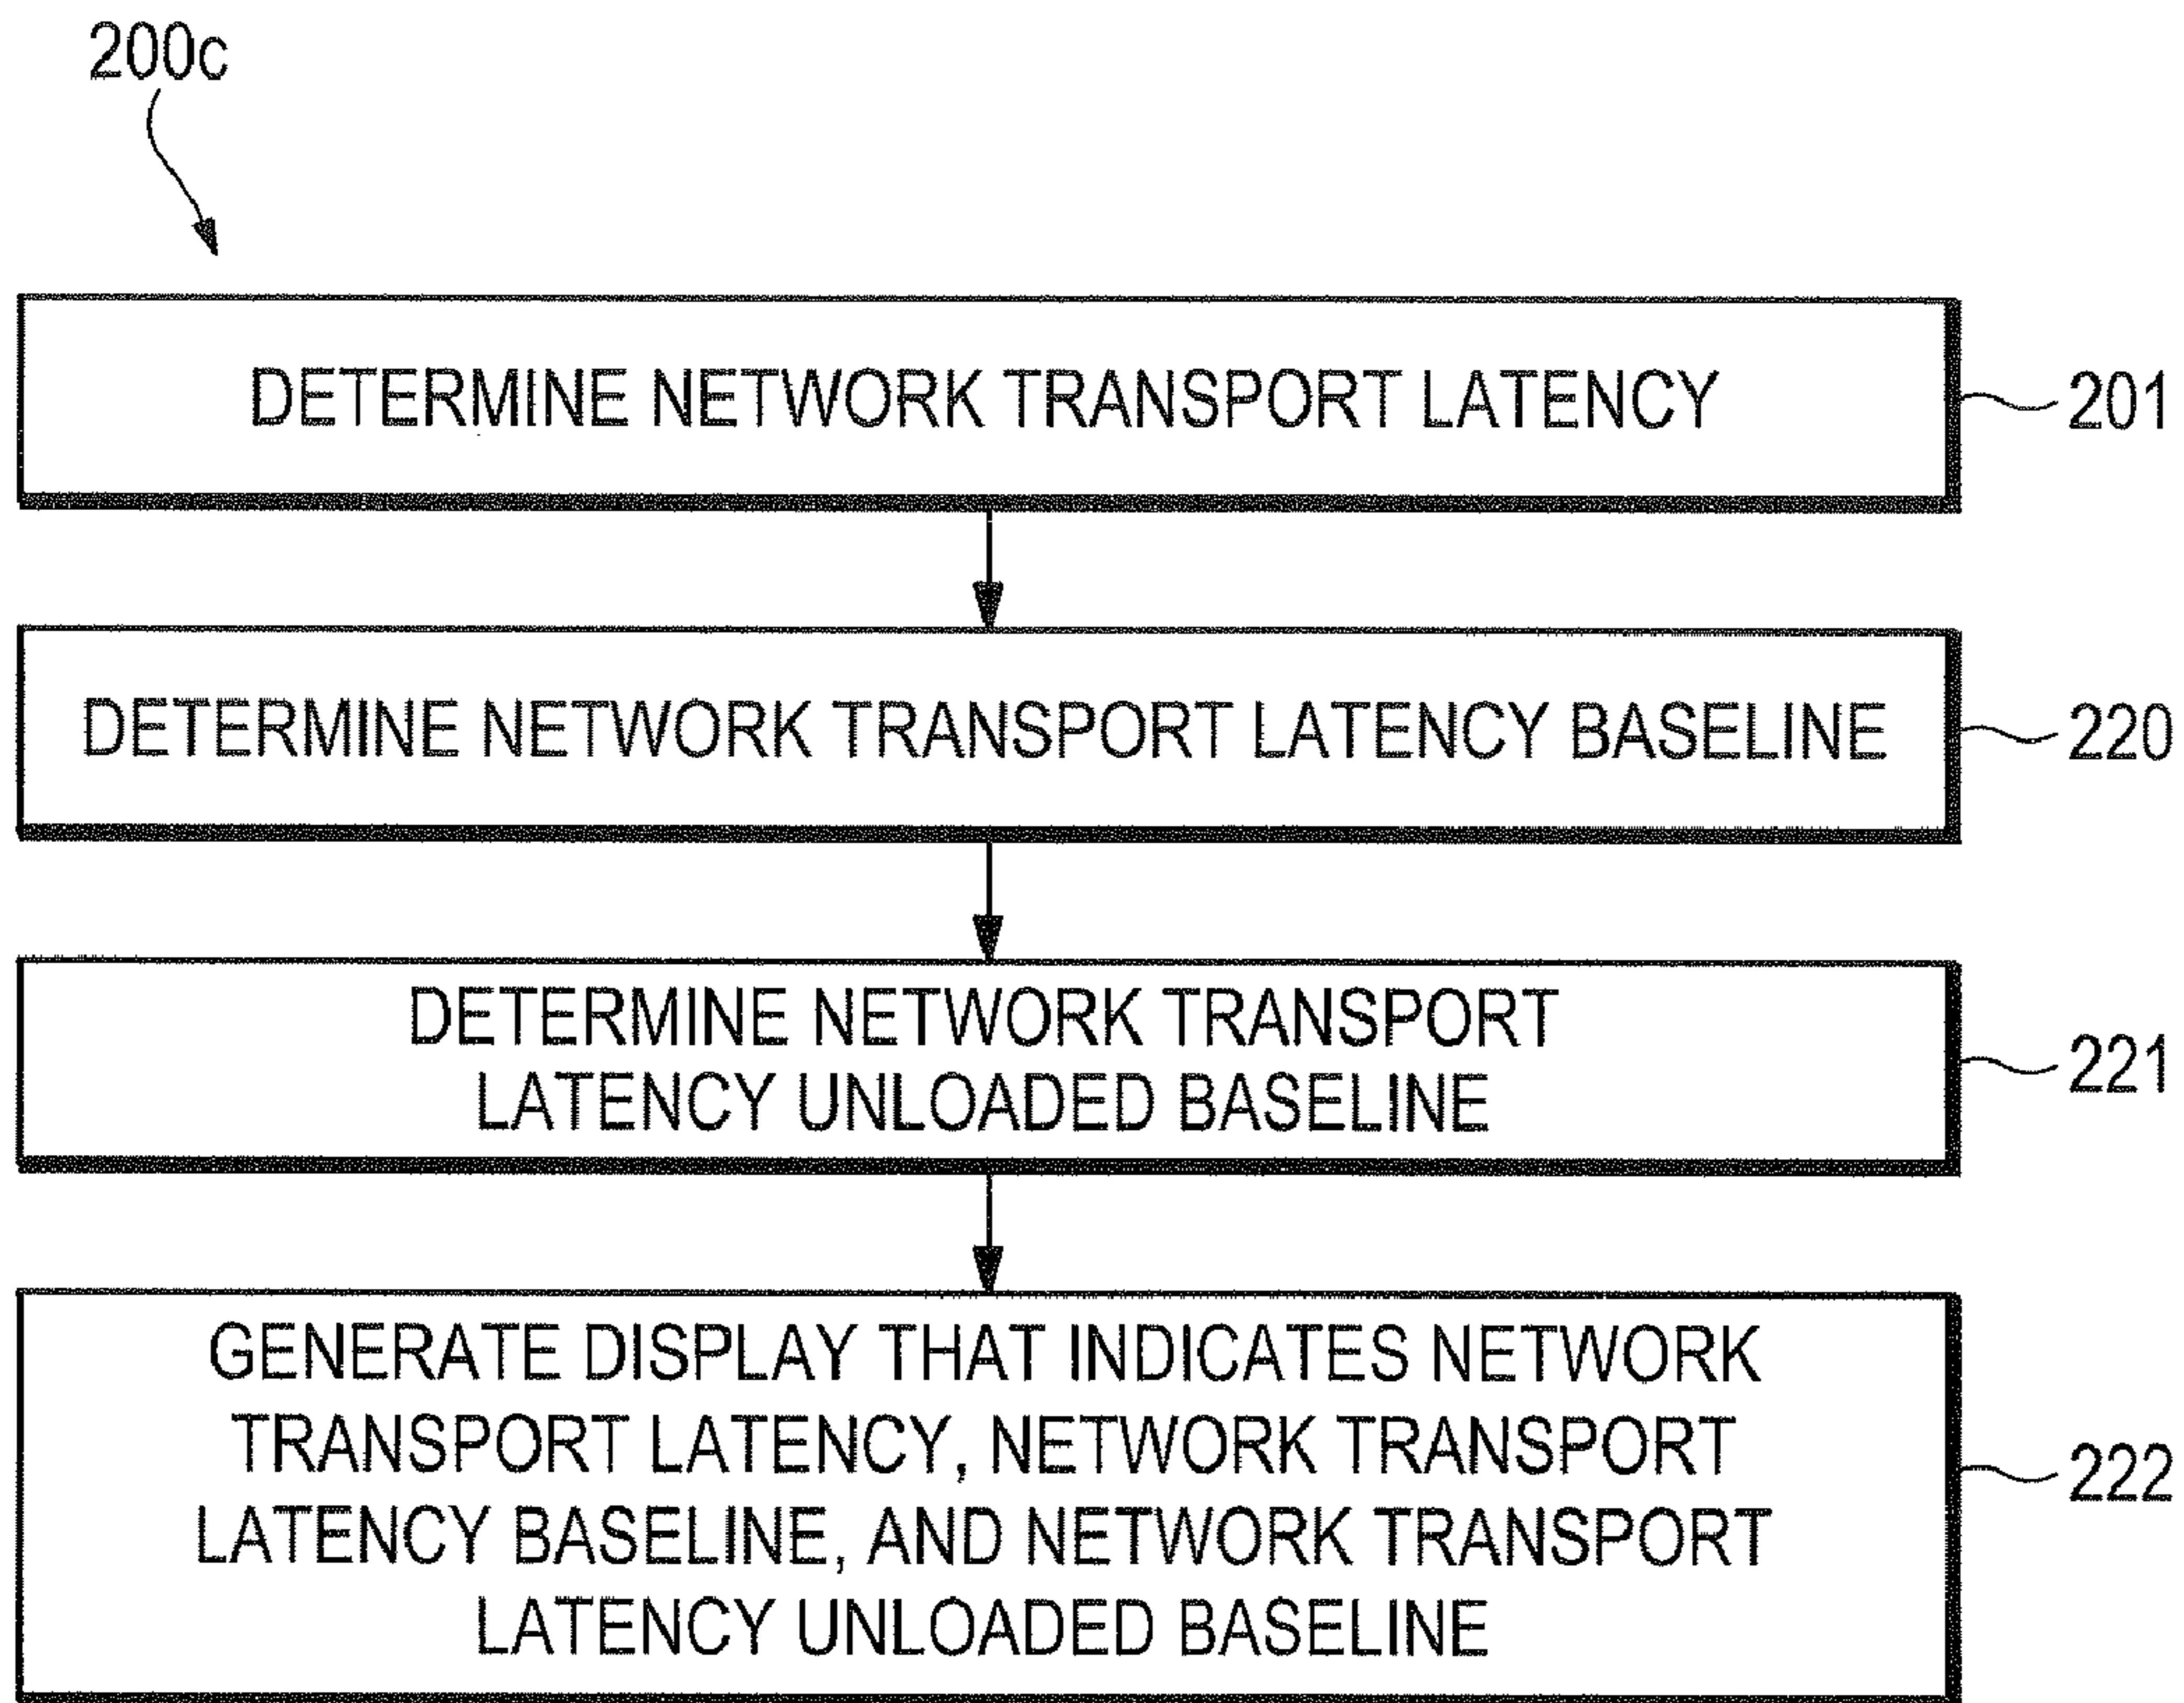 200c
DETERMINE NETWORK TRANSPORT LATENCY
201
DETERMINE NETWORK TRANSPORT LATENCY BASELINE
220
DETERMINE NETWORK TRANSPORT
LATENCY UNLOADED BASELINE
221
GENERATE DISPLAY THAT INDICATES NETWORK
TRANSPORT LATENCY, NETWORK TRANSPORT
LATENCY BASELINE, AND NETWORK TRANSPORT
LATENCY UNLOADED BASELINE
222